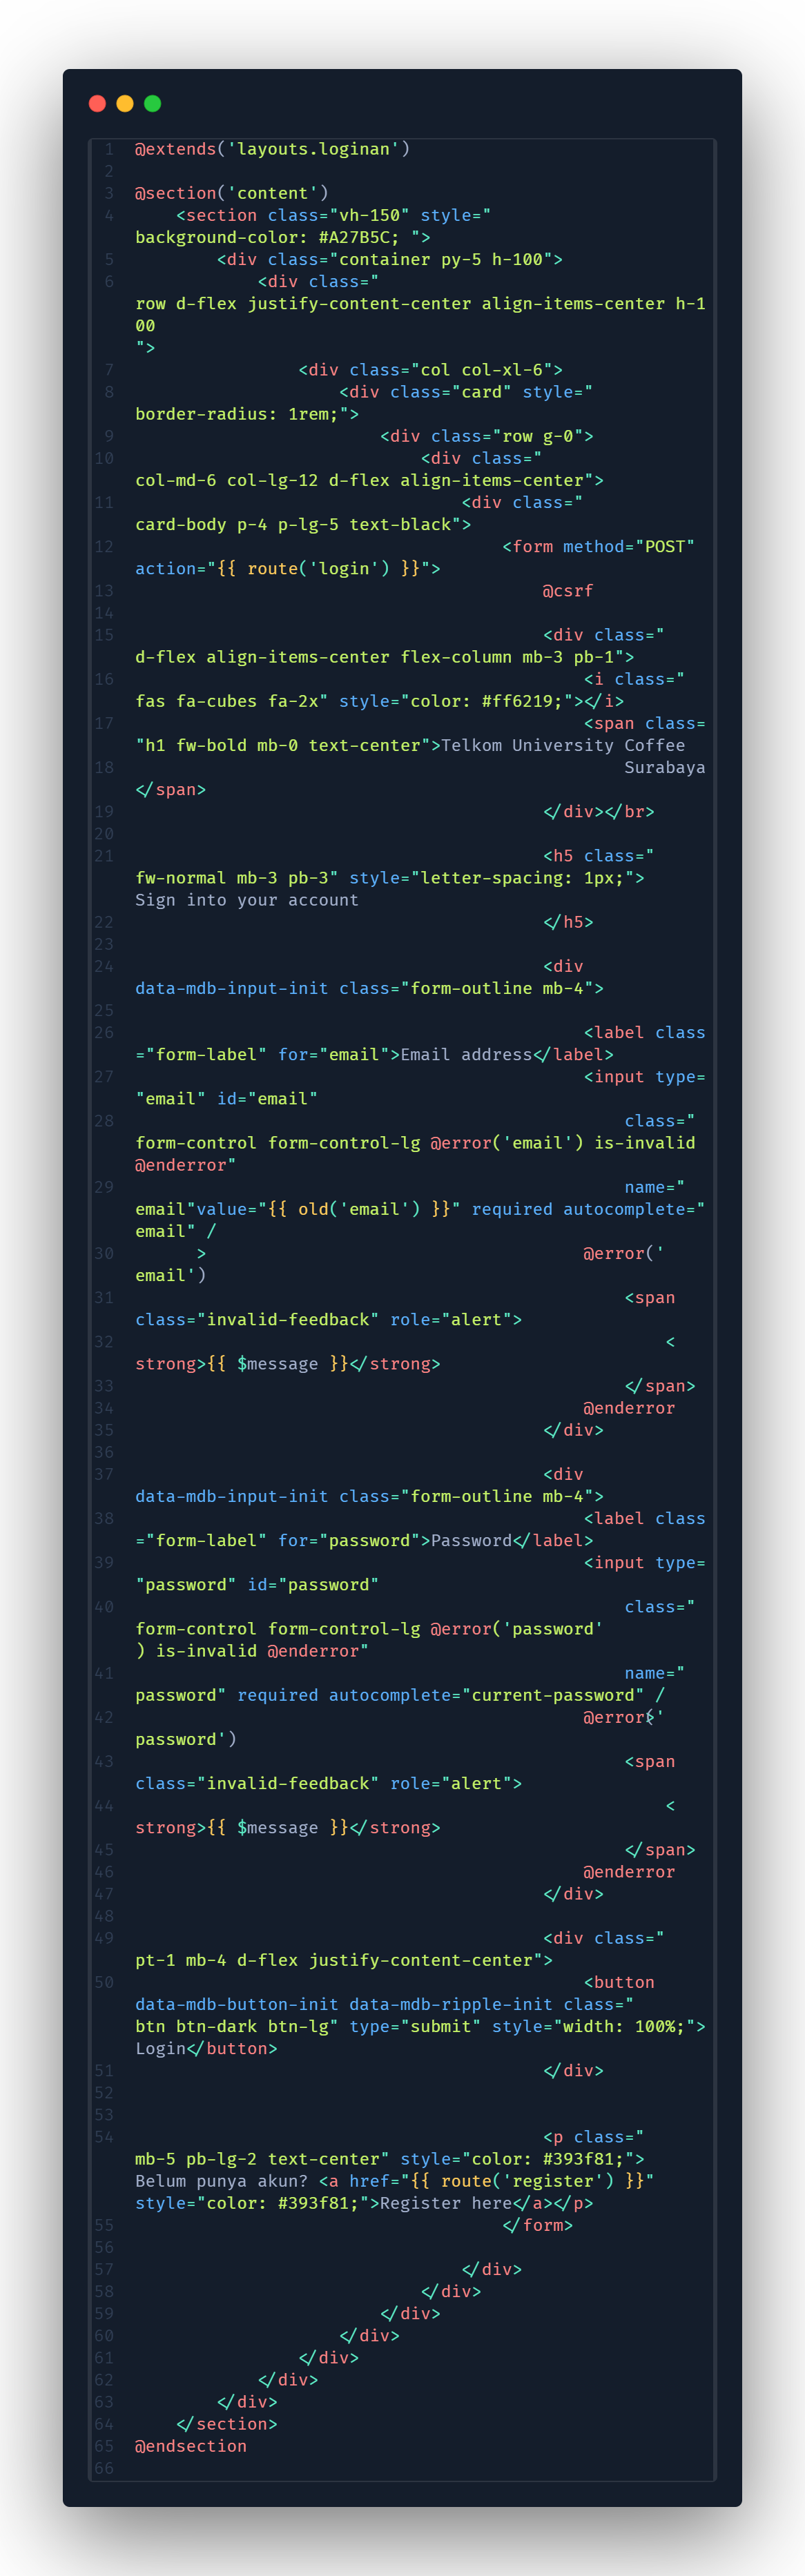 1 @extends('layouts.loginan')
2
3 @section('content')
4 <section class="vh-150" style="
background-color: #A27B5C; ">
5 <div class="container py-5 h-100">
6 <div class="
row d-flex justify-content-center align-items-center h-1
00
">
7 <div class="col col-xl-6">
8 <div class="card" style="
border-radius: 1rem;">
9 <div class="row g-0">
10 <div class="
col-md-6 col-lg-12 d-flex align-items-center">
11 <div class="
card-body p-4 p-lg-5 text-black">
12 <form method="POST"
action="{{ route('login') }}">
13 @csrf
14
15 <div class="
d-flex align-items-center flex-column mb-3 pb-1">
16 <i class="
fas fa-cubes fa-2x" style="color: #ff6219;"></i>
17 <span class=
"h1 fw-bold mb-0 text-center">Telkom University Coffee
18 Surabaya
</span>
19 </div></br>
20
21 <h5 class="
fw-normal mb-3 pb-3" style="letter-spacing: 1px;">
Sign into your account
22 </h5>
23
24 <div
data-mdb-input-init class="form-outline mb-4">
25
26 <label class
="form-label" for="email">Email address</label>
27 <input type=
"email" id="email"
28 class="
form-control form-control-lg @error('email') is-invalid
@enderror"
29 name="
email"value="{{ old('email') }}" required autocomplete="
email" /
30 > @error('
email')
31 <span
class="invalid-feedback" role="alert">
32 <
strong>{{ $message }}</strong>
33 </span>
34 @enderror
35 </div>
36
37 <div
data-mdb-input-init class="form-outline mb-4">
38 <label class
="form-label" for="password">Password</label>
39 <input type=
"password" id="password"
40 class="
form-control form-control-lg @error('password'
) is-invalid @enderror"
41 name="
password" required autocomplete="current-password" /
42 @error>('
password')
43 <span
class="invalid-feedback" role="alert">
44 <
strong>{{ $message }}</strong>
45 </span>
46 @enderror
47 </div>
48
49 <div class="
pt-1 mb-4 d-flex justify-content-center">
50 <button
data-mdb-button-init data-mdb-ripple-init class="
btn btn-dark btn-lg" type="submit" style="width: 100%;">
Login</button>
51 </div>
52
53
54 <p class="
mb-5 pb-lg-2 text-center" style="color: #393f81;">
Belum punya akun? <a href="{{ route('register') }}"
style="color: #393f81;">Register here</a></p>
55 </form>
56
57 </div>
58 </div>
59 </div>
60 </div>
61 </div>
62 </div>
63 </div>
64 </section>
65 @endsection
66